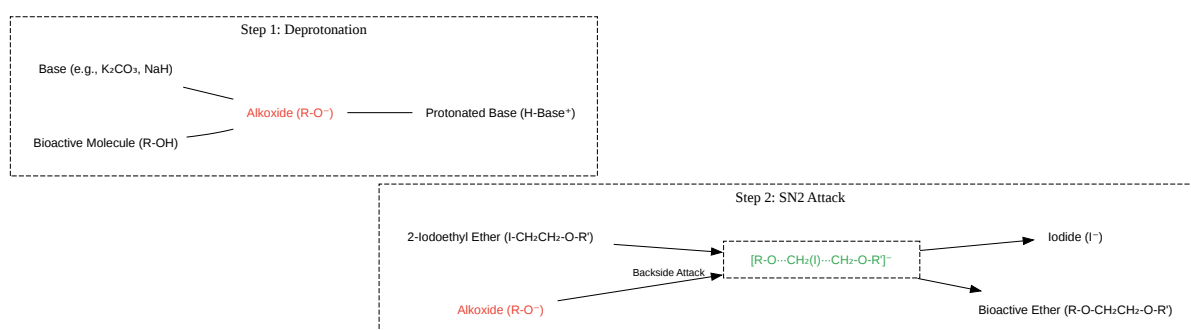 Step 1: Deprotonation
Base (e.g., K₂CO₃, NaH)
Alkoxide (R-O⁻)
Protonated Base (H-Base⁺)
Bioactive Molecule (R-OH)
Step 2: SN2 Attack
2-Iodoethyl Ether (I-CH₂CH₂-O-R')
Iodide (I⁻)
[R-O···CH₂(I)···CH₂-O-R']⁻
Backside Attack
Alkoxide (R-O⁻)
Bioactive Ether (R-O-CH₂CH₂-O-R')